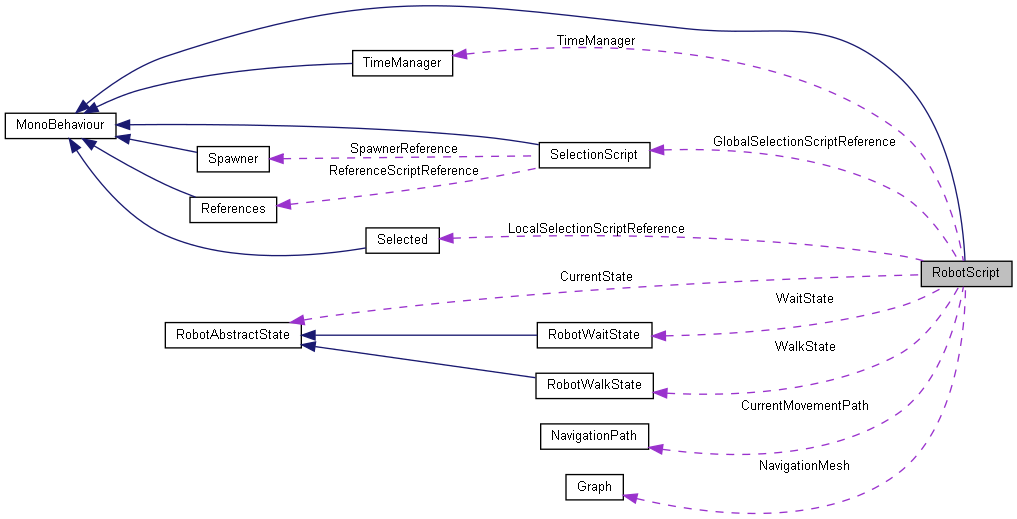 TimeManager
TimeManager
MonoBehaviour
GlobalSelectionScriptReference
SpawnerReference
Spawner
SelectionScript
ReferenceScriptReference
References
LocalSelectionScriptReference
Selected
RobotScript
CurrentState
WaitState
RobotAbstractState
RobotWaitState
WalkState
RobotWalkState
CurrentMovementPath
NavigationPath
NavigationMesh
Graph